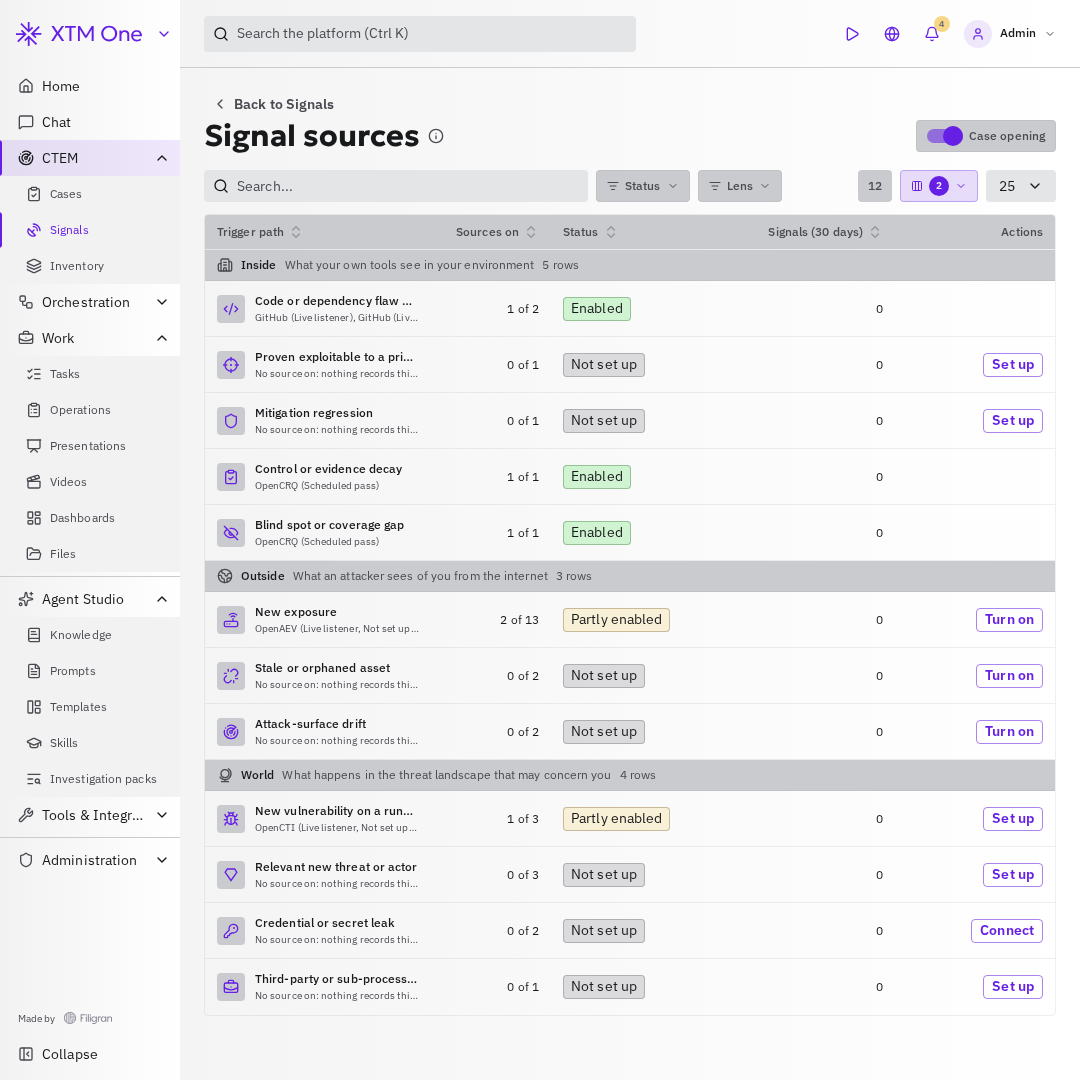 XTM One
Search the platform (Ctrl K)
4
Admin
Home
Chat
CTEM
Cases
Signals
Inventory
Orchestration
Work
Tasks
Operations
Presentations
Videos
Dashboards
Files
Agent Studio
Knowledge
Prompts
Templates
Skills
Investigation packs
Tools & Integr...
Administration
Made by Filigran
Collapse
Back to Signals
Signal sources
Case opening
Search...
Status
Lens
12
2
25
Trigger path Sources on Status Signals (30 days) Actions
Inside What your own tools see in your environment 5 rows
Code or dependency flaw ...
GitHub (Live listener), GitHub (Liv...
1 of 2 Enabled 0
Proven exploitable to a pri...
No source on: nothing records thi...
0 of 1 Not set up 0 Set up
Mitigation regression
No source on: nothing records thi...
0 of 1 Not set up 0 Set up
Control or evidence decay
OpenCRQ (Scheduled pass)
1 of 1 Enabled 0
Blind spot or coverage gap
OpenCRQ (Scheduled pass)
1 of 1 Enabled 0
Outside What an attacker sees of you from the internet 3 rows
New exposure
OpenAEV (Live listener, Not set up...
2 of 13 Partly enabled 0 Turn on
Stale or orphaned asset
No source on: nothing records thi...
0 of 2 Not set up 0 Turn on
Attack-surface drift
No source on: nothing records thi...
0 of 2 Not set up 0 Turn on
World What happens in the threat landscape that may concern you 4 rows
New vulnerability on a run...
OpenCTI (Live listener, Not set up...
1 of 3 Partly enabled 0 Set up
Relevant new threat or actor
No source on: nothing records thi...
0 of 3 Not set up 0 Set up
Credential or secret leak
No source on: nothing records thi...
0 of 2 Not set up 0 Connect
Third-party or sub-process...
No source on: nothing records thi...
0 of 1 Not set up 0 Set up